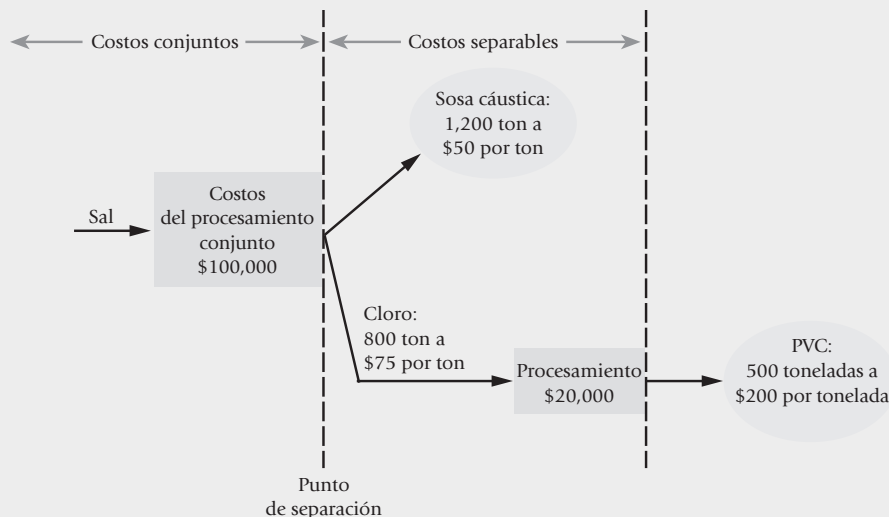 Costos conjuntos
Costos separables
Sosa cáustica:
1,200 ton a
$50 por ton
Sal
Costos
del procesamiento
conjunto
$100,000
Cloro:
800 ton a
$75 por ton
Procesamiento
$20,000
PVC:
500 toneladas a
$200 por tonelada
Punto
de separación